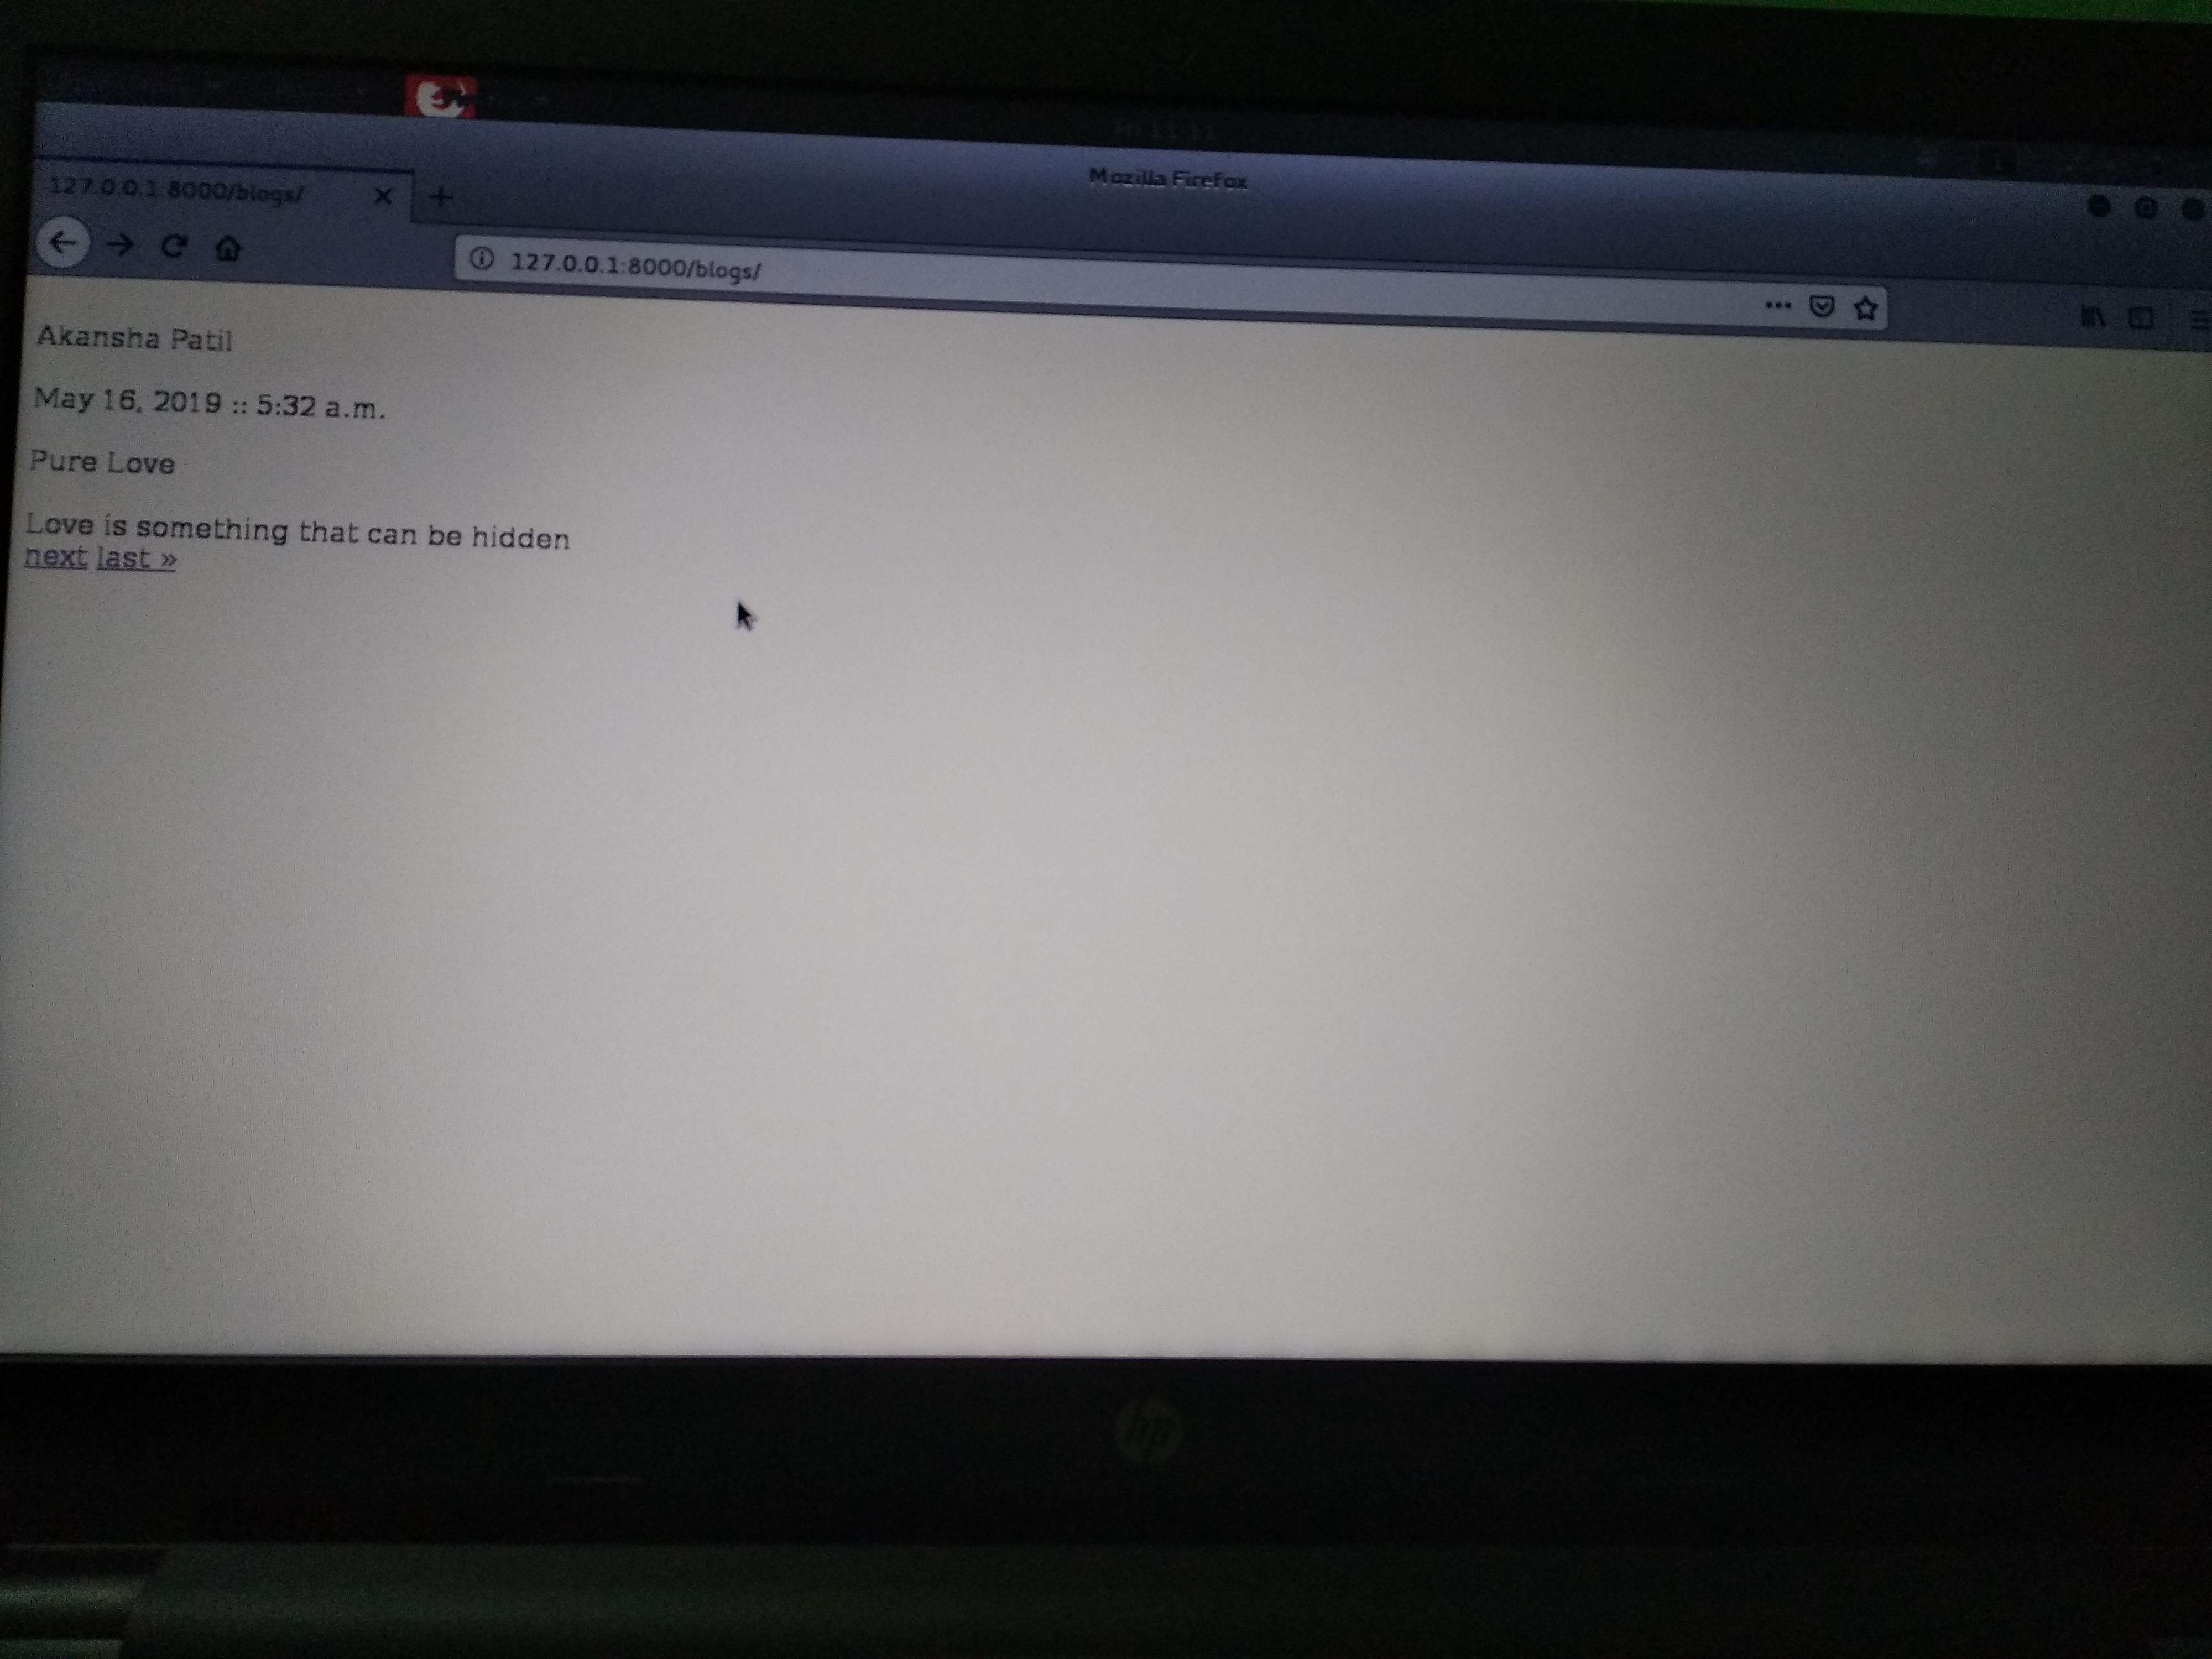 Mozilla Firefox
127.0.0.1:8000/blogs/
127.0.0.1:8000/blogs/
Akansha Patil
May 16, 2019 :: 5:32 a.m.
Pure Love
Love is something that can be hidden
next last »
hp